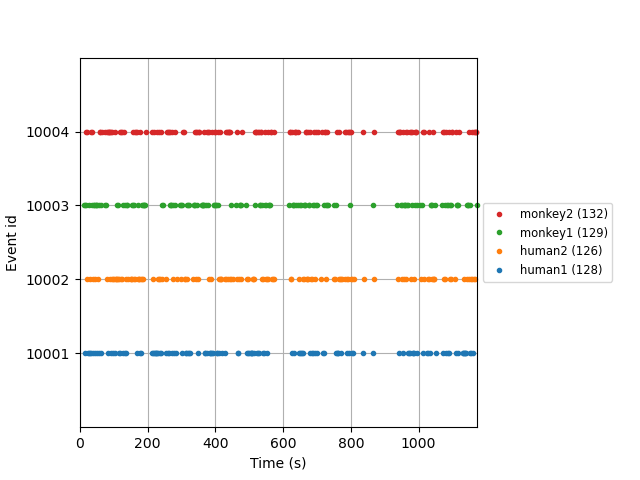 10004
10003
10002
10001
Event id
0 200 400 600 800 1000
Time (s)
monkey2 (132)
monkey1 (129)
human2 (126)
human1 (128)